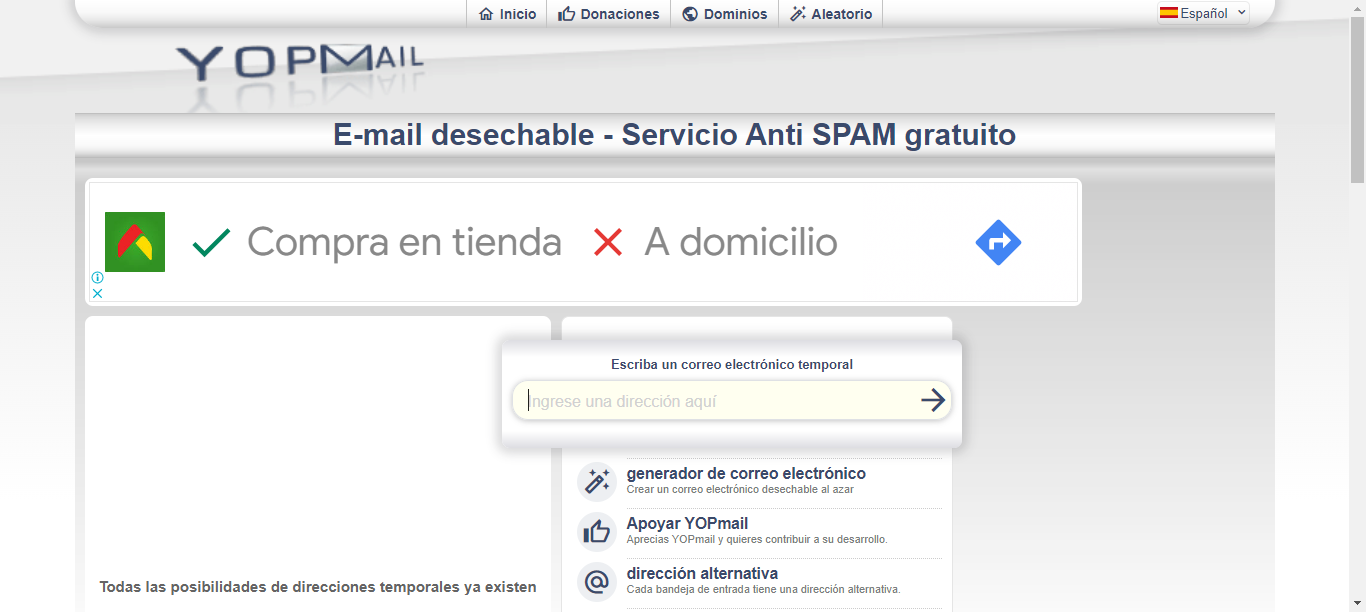 Inicio
Donaciones
Dominios
Aleatorio
Español
YOPMAIL
E-mail desechable - Servicio Anti SPAM gratuito
Compra en tienda
A domicilio
Escriba un correo electrónico temporal
Ingrese una dirección aquí
generador de correo electrónico
Crear un correo electrónico desechable al azar
Apoyar YOPmail
Aprecias YOPmail y quieres contribuir a su desarrollo.
Todas las posibilidades de direcciones temporales ya existen
dirección alternativa
Cada bandeja de entrada tiene una dirección alternativa.